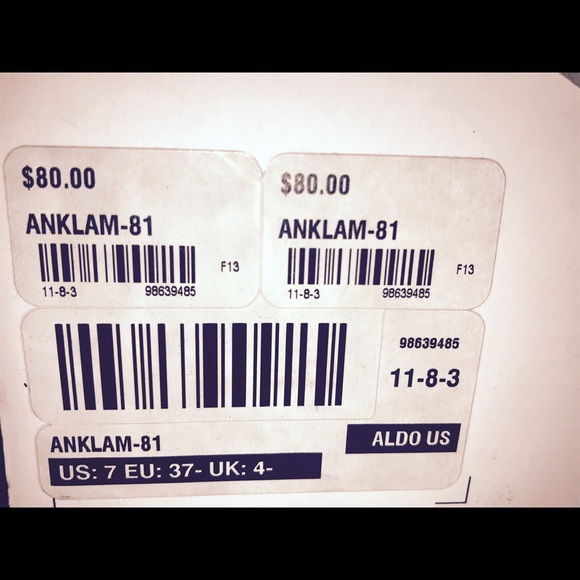 $80.00
ANKLAM-81
F13
11-8-3 98639485
$80.00
ANKLAM-81
F13
11-8-3 98639485
98639485
11-8-3
ANKLAM-81
ALDO US
US: 7 EU: 37- UK: 4-